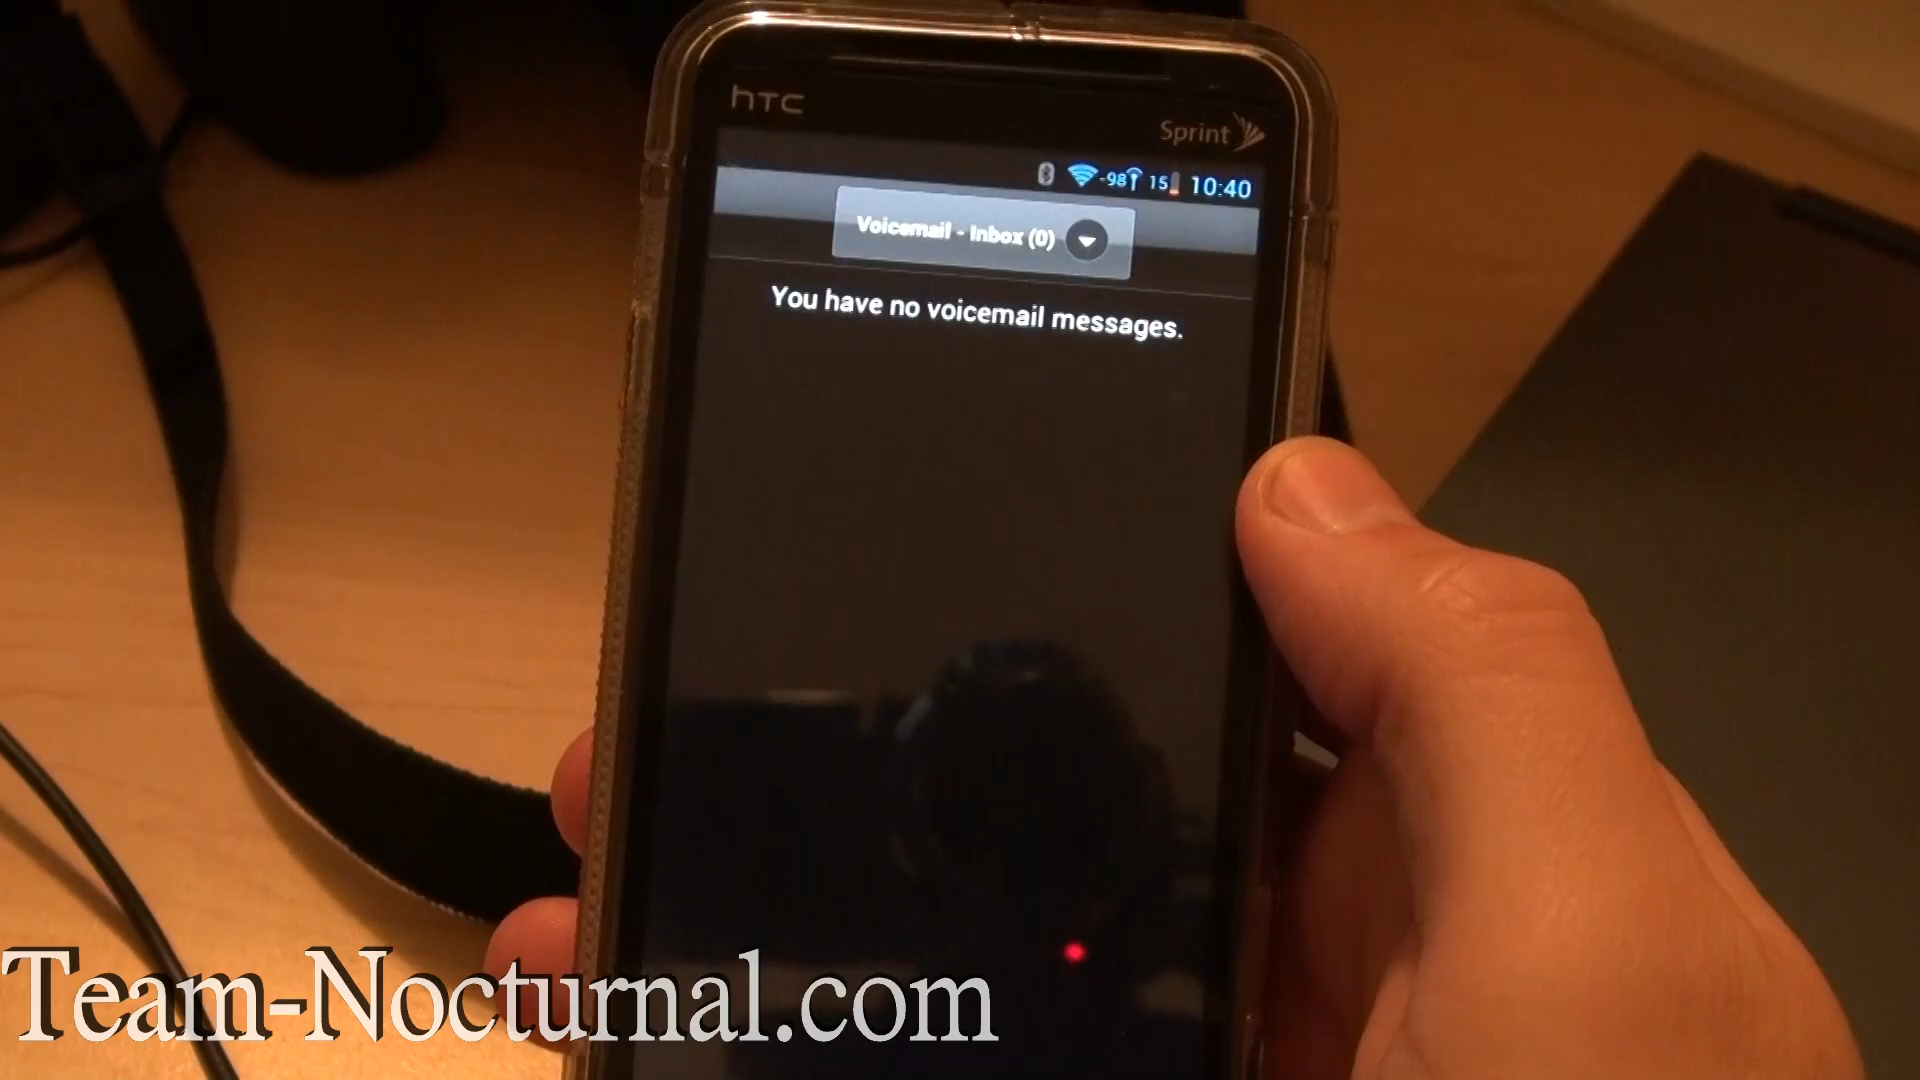 hTC
Sprint
-98 15 10:40
Voicemail - Inbox (0)
You have no voicemail messages.
Team-Nocturnal.com